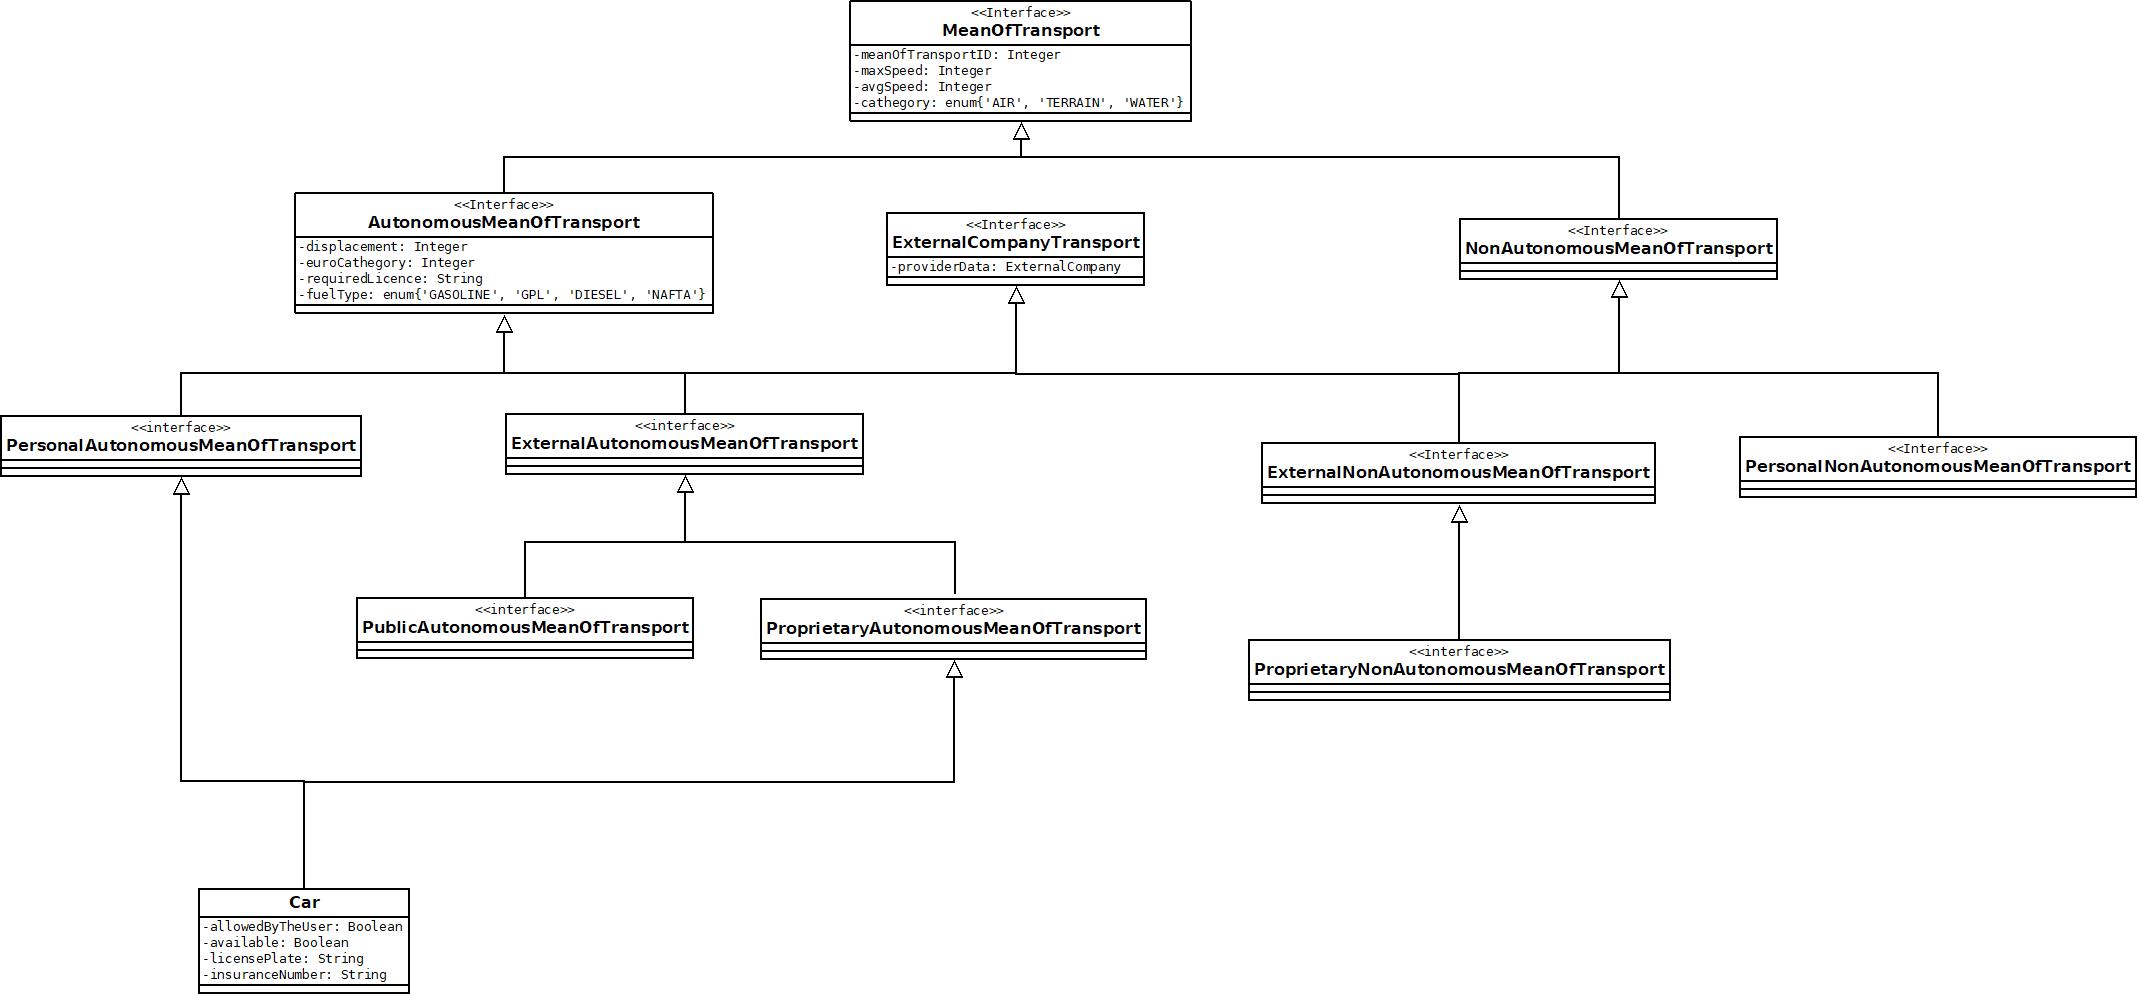 <<Interface>>
MeanOfTransport
-meanOfTransportID: Integer
-maxSpeed: Integer
-avgSpeed: Integer
-cathegory: enum{'AIR', 'TERRAIN', 'WATER'}
<<Interface>>
AutonomousMeanOfTransport
-displacement: Integer
-euroCathegory: Integer
-requiredLicence: String
-fuelType: enum{'GASOLINE', 'GPL', 'DIESEL', 'NAFTA'}
<<Interface>>
ExternalCompanyTransport
-providerData: ExternalCompany
<<Interface>>
NonAutonomousMeanOfTransport
<<interface>>
PersonalAutonomousMeanOfTransport
<<interface>>
ExternalAutonomousMeanOfTransport
<<Interface>>
ExternalNonAutonomousMeanOfTransport
<<Interface>>
PersonalNonAutonomousMeanOfTransport
<<interface>>
PublicAutonomousMeanOfTransport
<<interface>>
ProprietaryAutonomousMeanOfTransport
<<interface>>
ProprietaryNonAutonomousMeanOfTransport
Car
-allowedByTheUser: Boolean
-available: Boolean
-licensePlate: String
-insuranceNumber: String